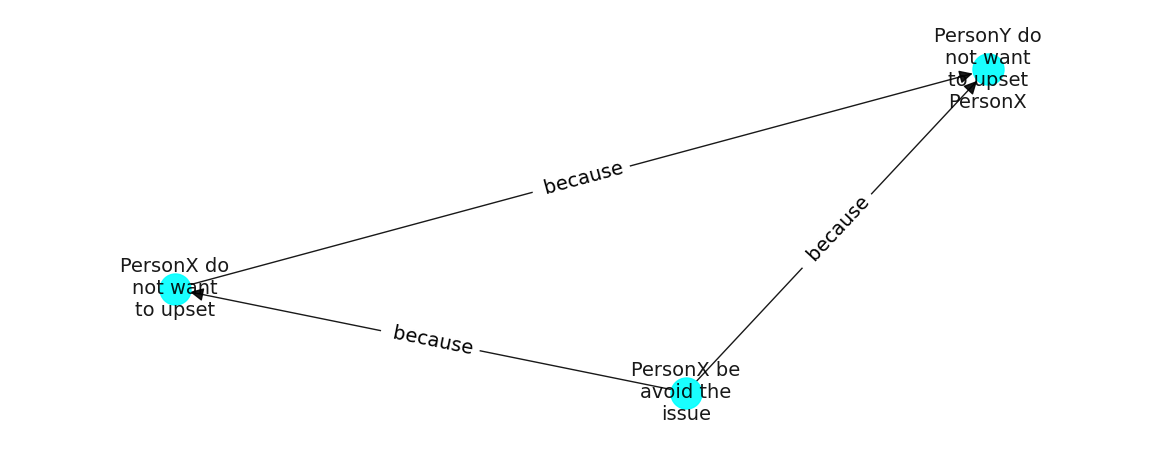 PersonY do
not want
to upset
PersonX
because
because
PersonX do
not want
to upset
because
PersonX be
avoid the
issue